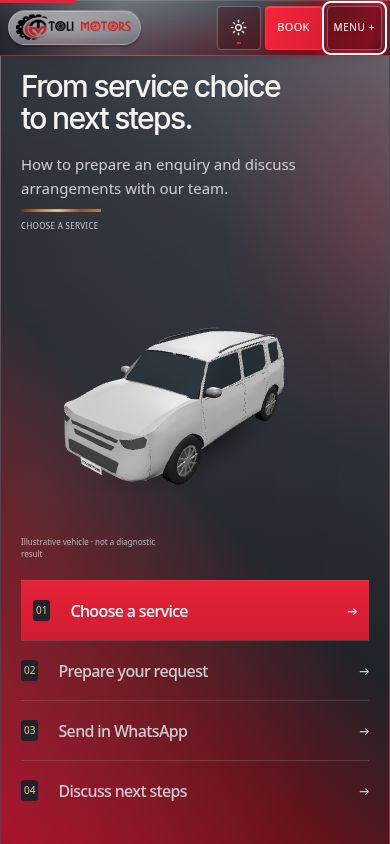 TOLI MOTORS
BOOK
MENU +
From service choice
to next steps.
How to prepare an enquiry and discuss
arrangements with our team.
CHOOSE A SERVICE
Illustrative vehicle · not a diagnostic
result
01 Choose a service →
02 Prepare your request →
03 Send in WhatsApp →
04 Discuss next steps →